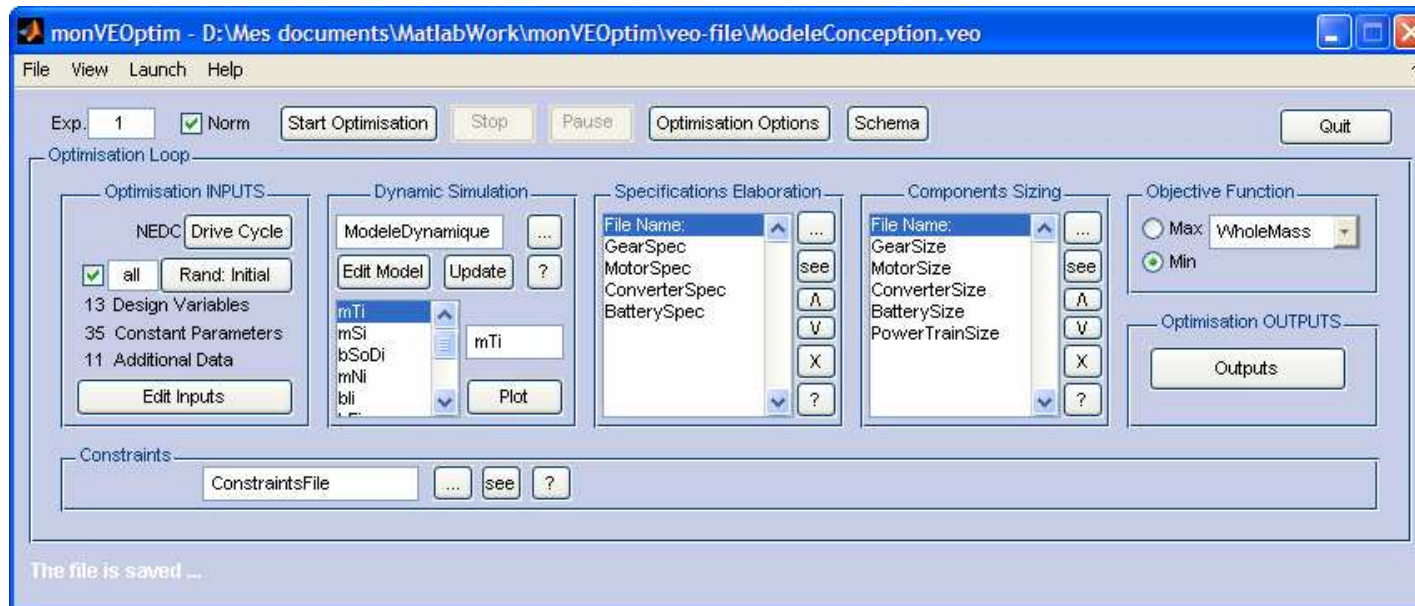 monVEOptim - D:\Mes documents\MatlabWork\monVEOptim\veo-file\ModeleConception.veo
File View Launch Help
Exp. 1 Norm Start Optimisation Stop Pause Optimisation Options Schema Quit
Optimisation Loop
Optimisation INPUTS
NEDC Drive Cycle
all Rand: Initial
13 Design Variables
35 Constant Parameters
11 Additional Data
Edit Inputs
Dynamic Simulation
ModeleDynamique ...
Edit Model Update ?
mTi
mSi
bSoDi
mNi
bIi
mTi
Plot
Specifications Elaboration
File Name:
GearSpec
MotorSpec
ConverterSpec
BatterySpec
...
see
Λ
V
X
?
Components Sizing
File Name:
GearSize
MotorSize
ConverterSize
BatterySize
PowerTrainSize
...
see
Λ
V
X
?
Objective Function
Max WholeMass
Min
Optimisation OUTPUTS
Outputs
Constraints
ConstraintsFile ... see ?
The file is saved ...